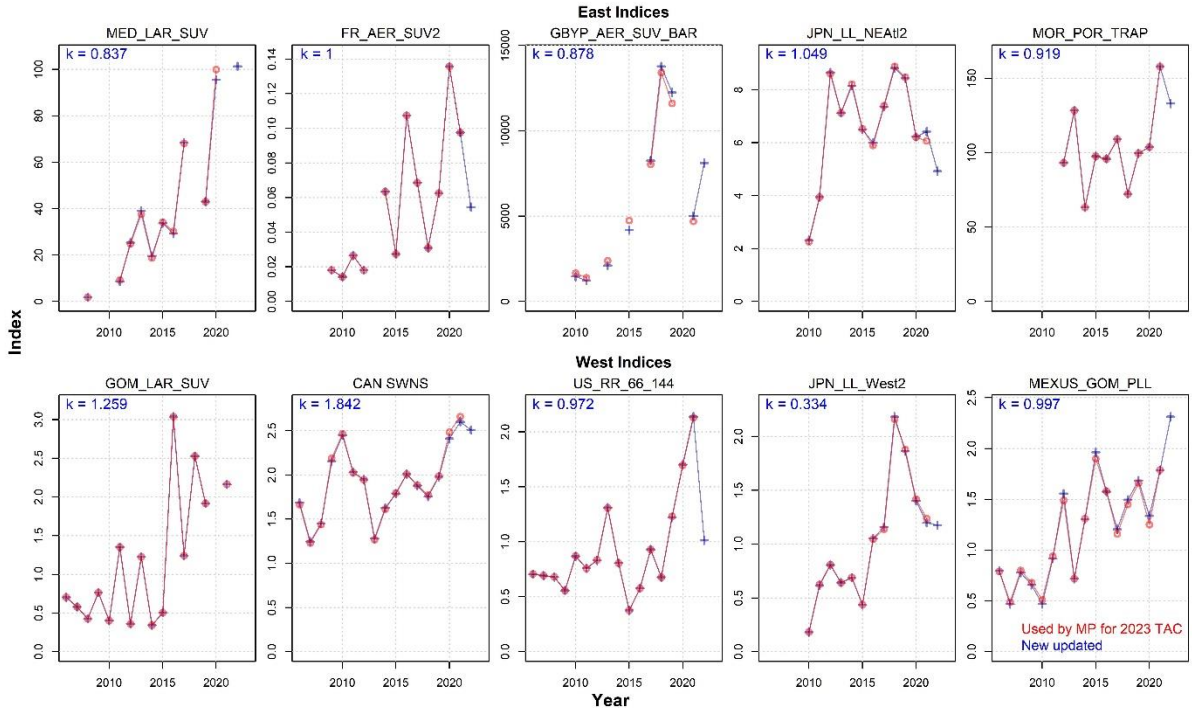 East Indices
MED_LAR_SUV
FR_AER_SUV2
GBYP_AER_SUV_BAR
JPN_LL_NEAtl2
MOR_POR_TRAP
k = 0.837
k = 1
k = 0.878
k = 1.049
k = 0.919
0 20 40 60 80 100
0.00 0.02 0.04 0.06 0.08 0.10 0.12 0.14
0 5000 10000 15000
0 2 4 6 8
0 50 100 150
2010 2015 2020
2010 2015 2020
2010 2015 2020
2010 2015 2020
2010 2015 2020
Index
West Indices
GOM_LAR_SUV
CAN SWNS
US_RR_66_144
JPN_LL_West2
MEXUS_GOM_PLL
k = 1.259
k = 1.842
k = 0.972
k = 0.334
k = 0.997
0.0 0.5 1.0 1.5 2.0 2.5 3.0
0.0 0.5 1.0 1.5 2.0 2.5
0.0 0.5 1.0 1.5 2.0
0.0 0.5 1.0 1.5 2.0
0.0 0.5 1.0 1.5 2.0 2.5
Used by MP for 2023 TAC
New updated
2010 2015 2020
2010 2015 2020
2010 2015 2020
2010 2015 2020
2010 2015 2020
Year